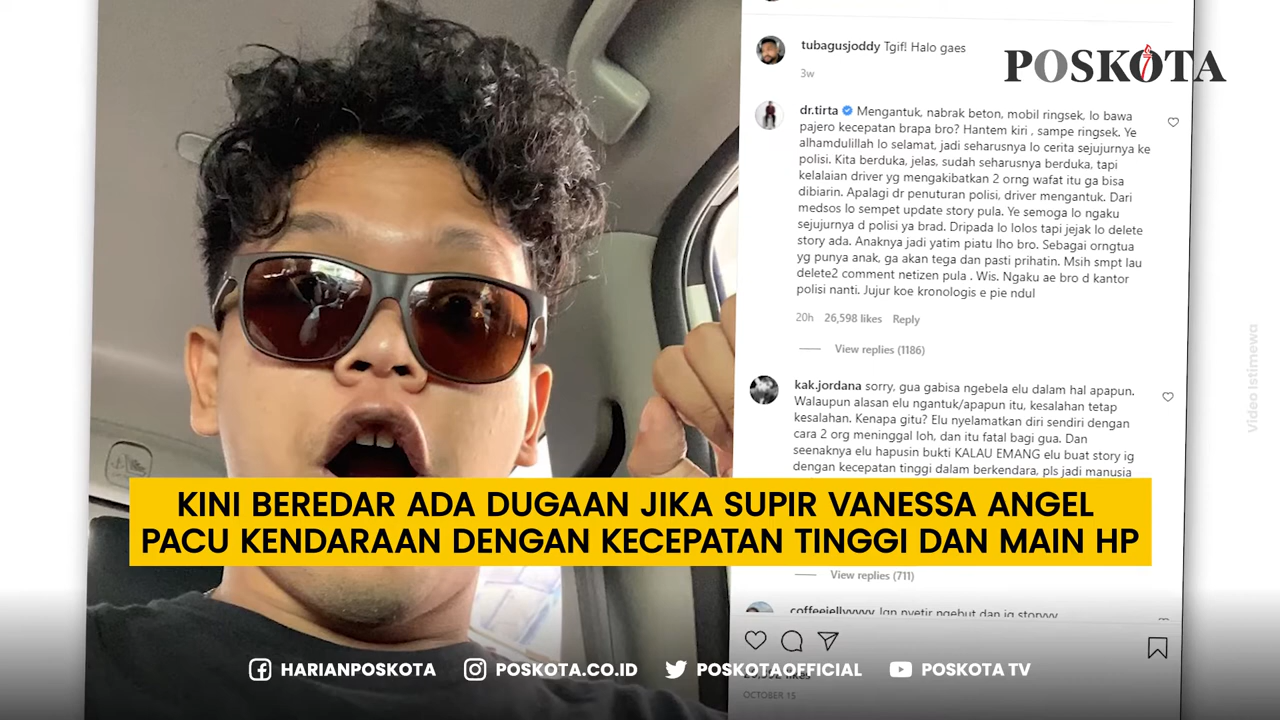 tubagusjoddy Tgif! Halo gaes
3w
POSKOTA
dr.tirta Mengantuk, nabrak beton, mobil ringsek, lo bawa
pajero kecepatan brapa bro? Hantem kiri , sampe ringsek. Ye
alhamdulillah lo selamat, jadi seharusnya lo cerita sejujurnya ke
polisi. Kita berduka, jelas, sudah seharusnya berduka, tapi
kelalaian driver yg mengakibatkan 2 orng wafat itu ga bisa
dibiarin. Apalagi dr penuturan polisi, driver mengantuk. Dari
medsos lo sempet update story pula. Ye semoga lo ngaku
sejujurnya d polisi ya brad. Dripada lo lolos tapi jejak lo delete
story ada. Anaknya jadi yatim piatu lho bro. Sebagai orngtua
yg punya anak, ga akan tega dan pasti prihatin. Msih smpt lau
delete2 comment netizen pula . Wis. Ngaku ae bro d kantor
polisi nanti. Jujur koe kronologis e pie ndul
20h 26,598 likes Reply
View replies (1186)
kak.jordana sorry, gua gabisa ngebela elu dalam hal apapun.
Walaupun alasan elu ngantuk/apapun itu, kesalahan tetap
kesalahan. Kenapa gitu? Elu nyelamatkan diri sendiri dengan
cara 2 org meninggal loh, dan itu fatal bagi gua. Dan
seenaknya elu hapusin bukti KALAU EMANG elu buat story ig
dengan kecepatan tinggi dalam berkendara, pls jadi manusia
Video Istimewa
KINI BEREDAR ADA DUGAAN JIKA SUPIR VANESSA ANGEL
PACU KENDARAAN DENGAN KECEPATAN TINGGI DAN MAIN HP
View replies (711)
coffeejellyyyyy Lgn nyetir ngebut dan ig storyyy
HARIANPOSKOTA POSKOTA.CO.ID POSKOTAOFFICIAL POSKOTA TV
likes
OCTOBER 15